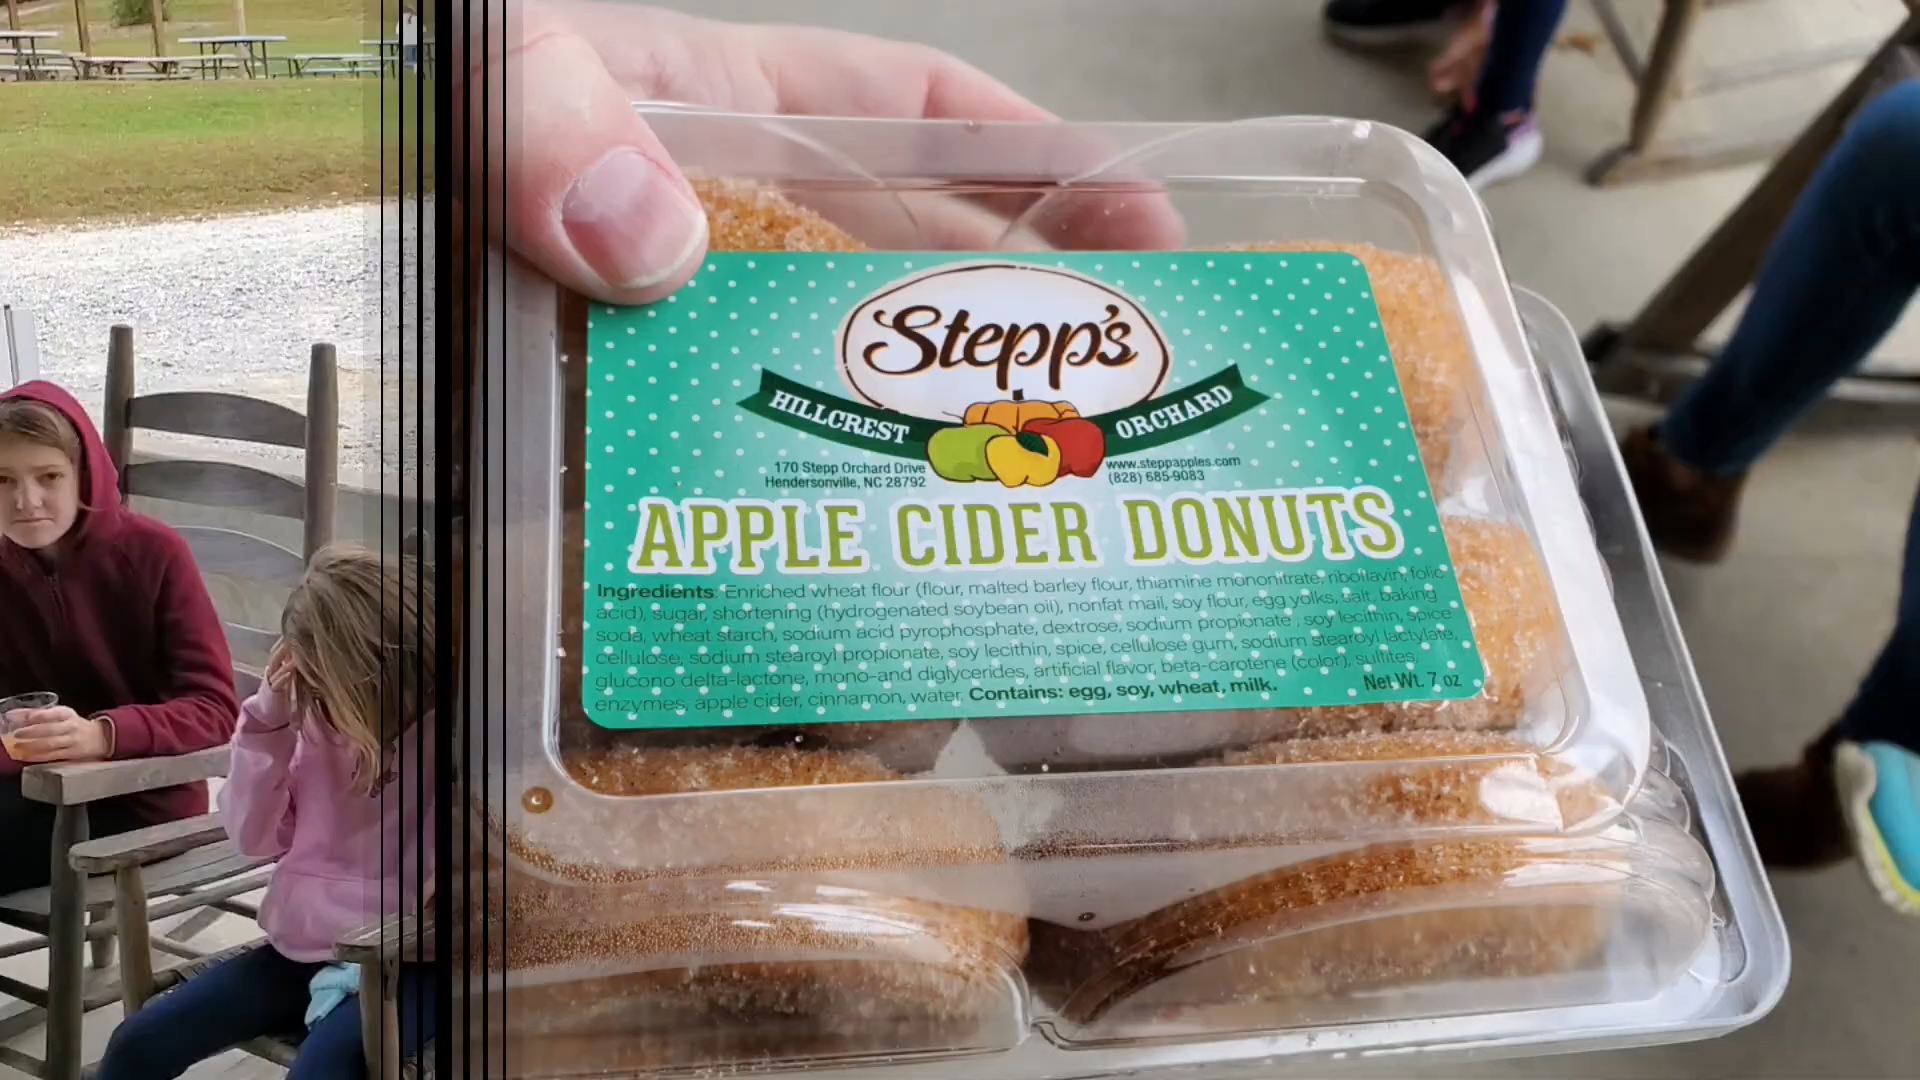 Stepp's
HILLCREST ORCHARD
170 Stepp Orchard Drive
Hendersonville, NC 28792
www.steppapples.com
(828) 685-9083
APPLE CIDER DONUTS
Ingredients: Enriched wheat flour (flour, malted barley flour, thiamine mononitrate, riboflavin, folic
acid), sugar, shortening (hydrogenated soybean oil), nonfat mail, soy flour, egg yolks, salt, baking
soda, wheat starch, sodium acid pyrophosphate, dextrose, sodium propionate, soy lecithin, spice
cellulose, sodium stearoyl propionate, soy lecithin, spice, cellulose gum, sodium stearoyl lactylate,
glucono delta-lactone, mono-and diglycerides, artificial flavor, beta-carotene (color), sulfites,
enzymes, apple cider, cinnamon, water. Contains: egg, soy, wheat, milk.
Net Wt. 7 oz